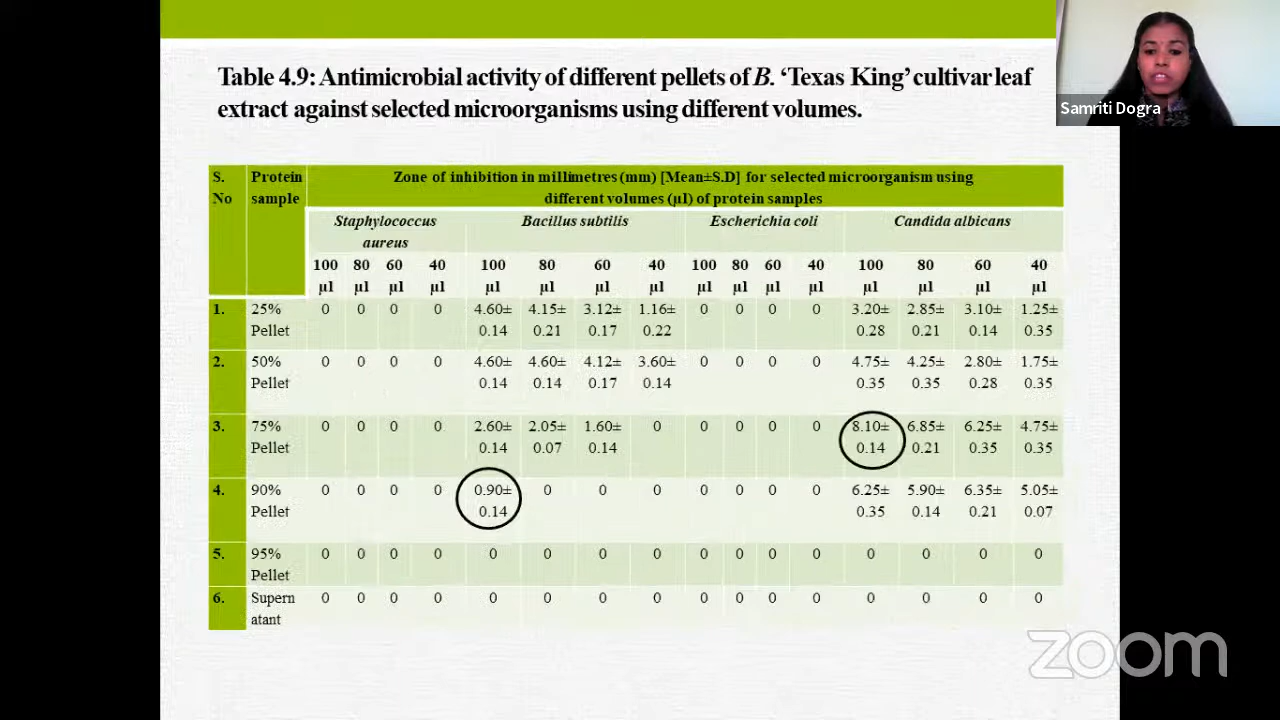 Table 4.9: Antimicrobial activity of different pellets of B. ‘Texas King’ cultivar leaf
extract against selected microorganisms using different volumes.
Samriti Dogra
S. No Protein sample Zone of inhibition in millimetres (mm) [Mean±S.D] for selected microorganism using
different volumes (µl) of protein samples
Staphylococcus aureus Bacillus subtilis Escherichia coli Candida albicans
100 80 60 40 100 80 60 40 100 80 60 40 100 80 60 40
µl µl µl µl µl µl µl µl µl µl µl µl µl µl µl µl
1. 25% 0 0 0 0 4.60± 4.15± 3.12± 1.16± 0 0 0 0 3.20± 2.85± 3.10± 1.25±
Pellet 0.14 0.21 0.17 0.22 0.28 0.21 0.14 0.35
2. 50% 0 0 0 0 4.60± 4.60± 4.12± 3.60± 0 0 0 0 4.75± 4.25± 2.80± 1.75±
Pellet 0.14 0.14 0.17 0.14 0.35 0.35 0.28 0.35
3. 75% 0 0 0 0 2.60± 2.05± 1.60± 0 0 0 0 0 8.10± 6.85± 6.25± 4.75±
Pellet 0.14 0.07 0.14 0.14 0.21 0.35 0.35
4. 90% 0 0 0 0 0.90± 0 0 0 0 0 0 0 6.25± 5.90± 6.35± 5.05±
Pellet 0.14 0.35 0.14 0.21 0.07
5. 95% 0 0 0 0 0 0 0 0 0 0 0 0 0 0 0 0
Pellet
6. Supern 0 0 0 0 0 0 0 0 0 0 0 0 0 0 0 0
atant
zoom